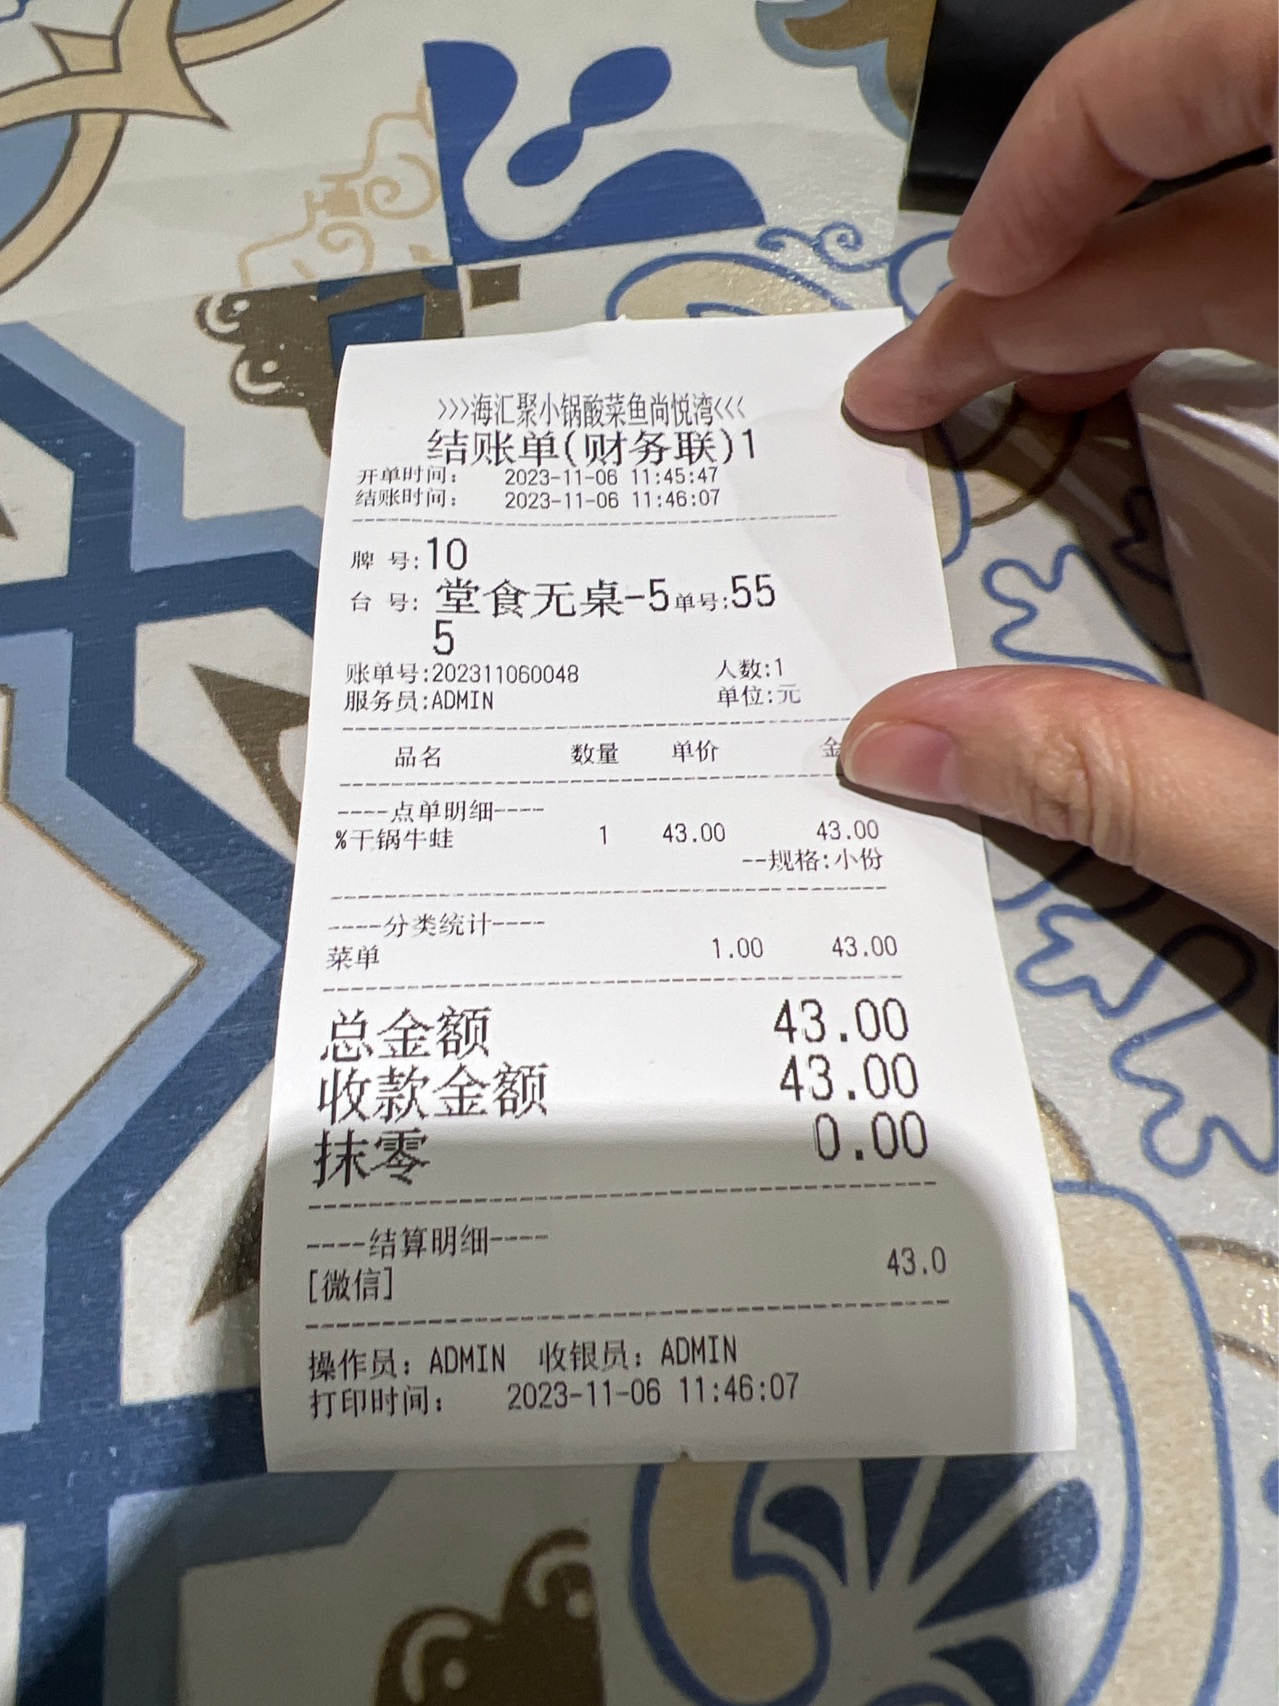 >>>海汇聚小锅酸菜鱼尚悦湾<<<
结账单(财务联)1
开单时间: 2023-11-06 11:45:47
结账时间: 2023-11-06 11:46:07
牌 号:10
台 号: 堂食无桌-5单号:55
5
账单号:202311060048 人数:1
服务员:ADMIN 单位:元
品名 数量 单价 金
----点单明细----
%干锅牛蛙 1 43.00 43.00
--规格:小份
----分类统计----
菜单 1.00 43.00
总金额 43.00
收款金额 43.00
抹零 0.00
----结算明细----
[微信] 43.0
操作员: ADMIN 收银员: ADMIN
打印时间: 2023-11-06 11:46:07